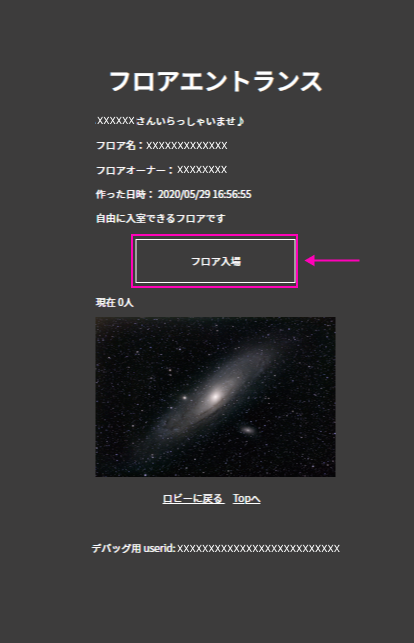 フロアエントランス
XXXXXXさんいらっしゃいませ♪
フロア名：XXXXXXXXXXXXX
フロアオーナー： XXXXXXXX
作った日時： 2020/05/29 16:56:55
自由に入室できるフロアです
フロア入場
現在 0人
ロビーに戻る Topへ
デバッグ用 userid:XXXXXXXXXXXXXXXXXXXXXXXXXX